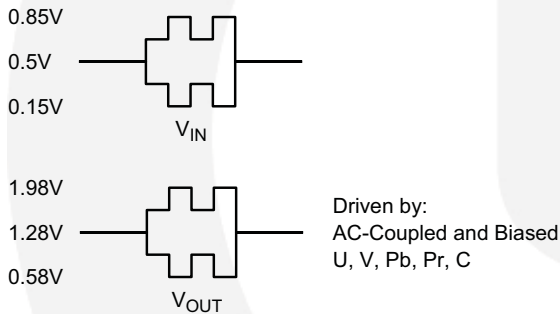 0.85V
0.5V
0.15V
VIN
1.98V
1.28V
0.58V
VOUT
Driven by:
AC-Coupled and Biased
U, V, Pb, Pr, C